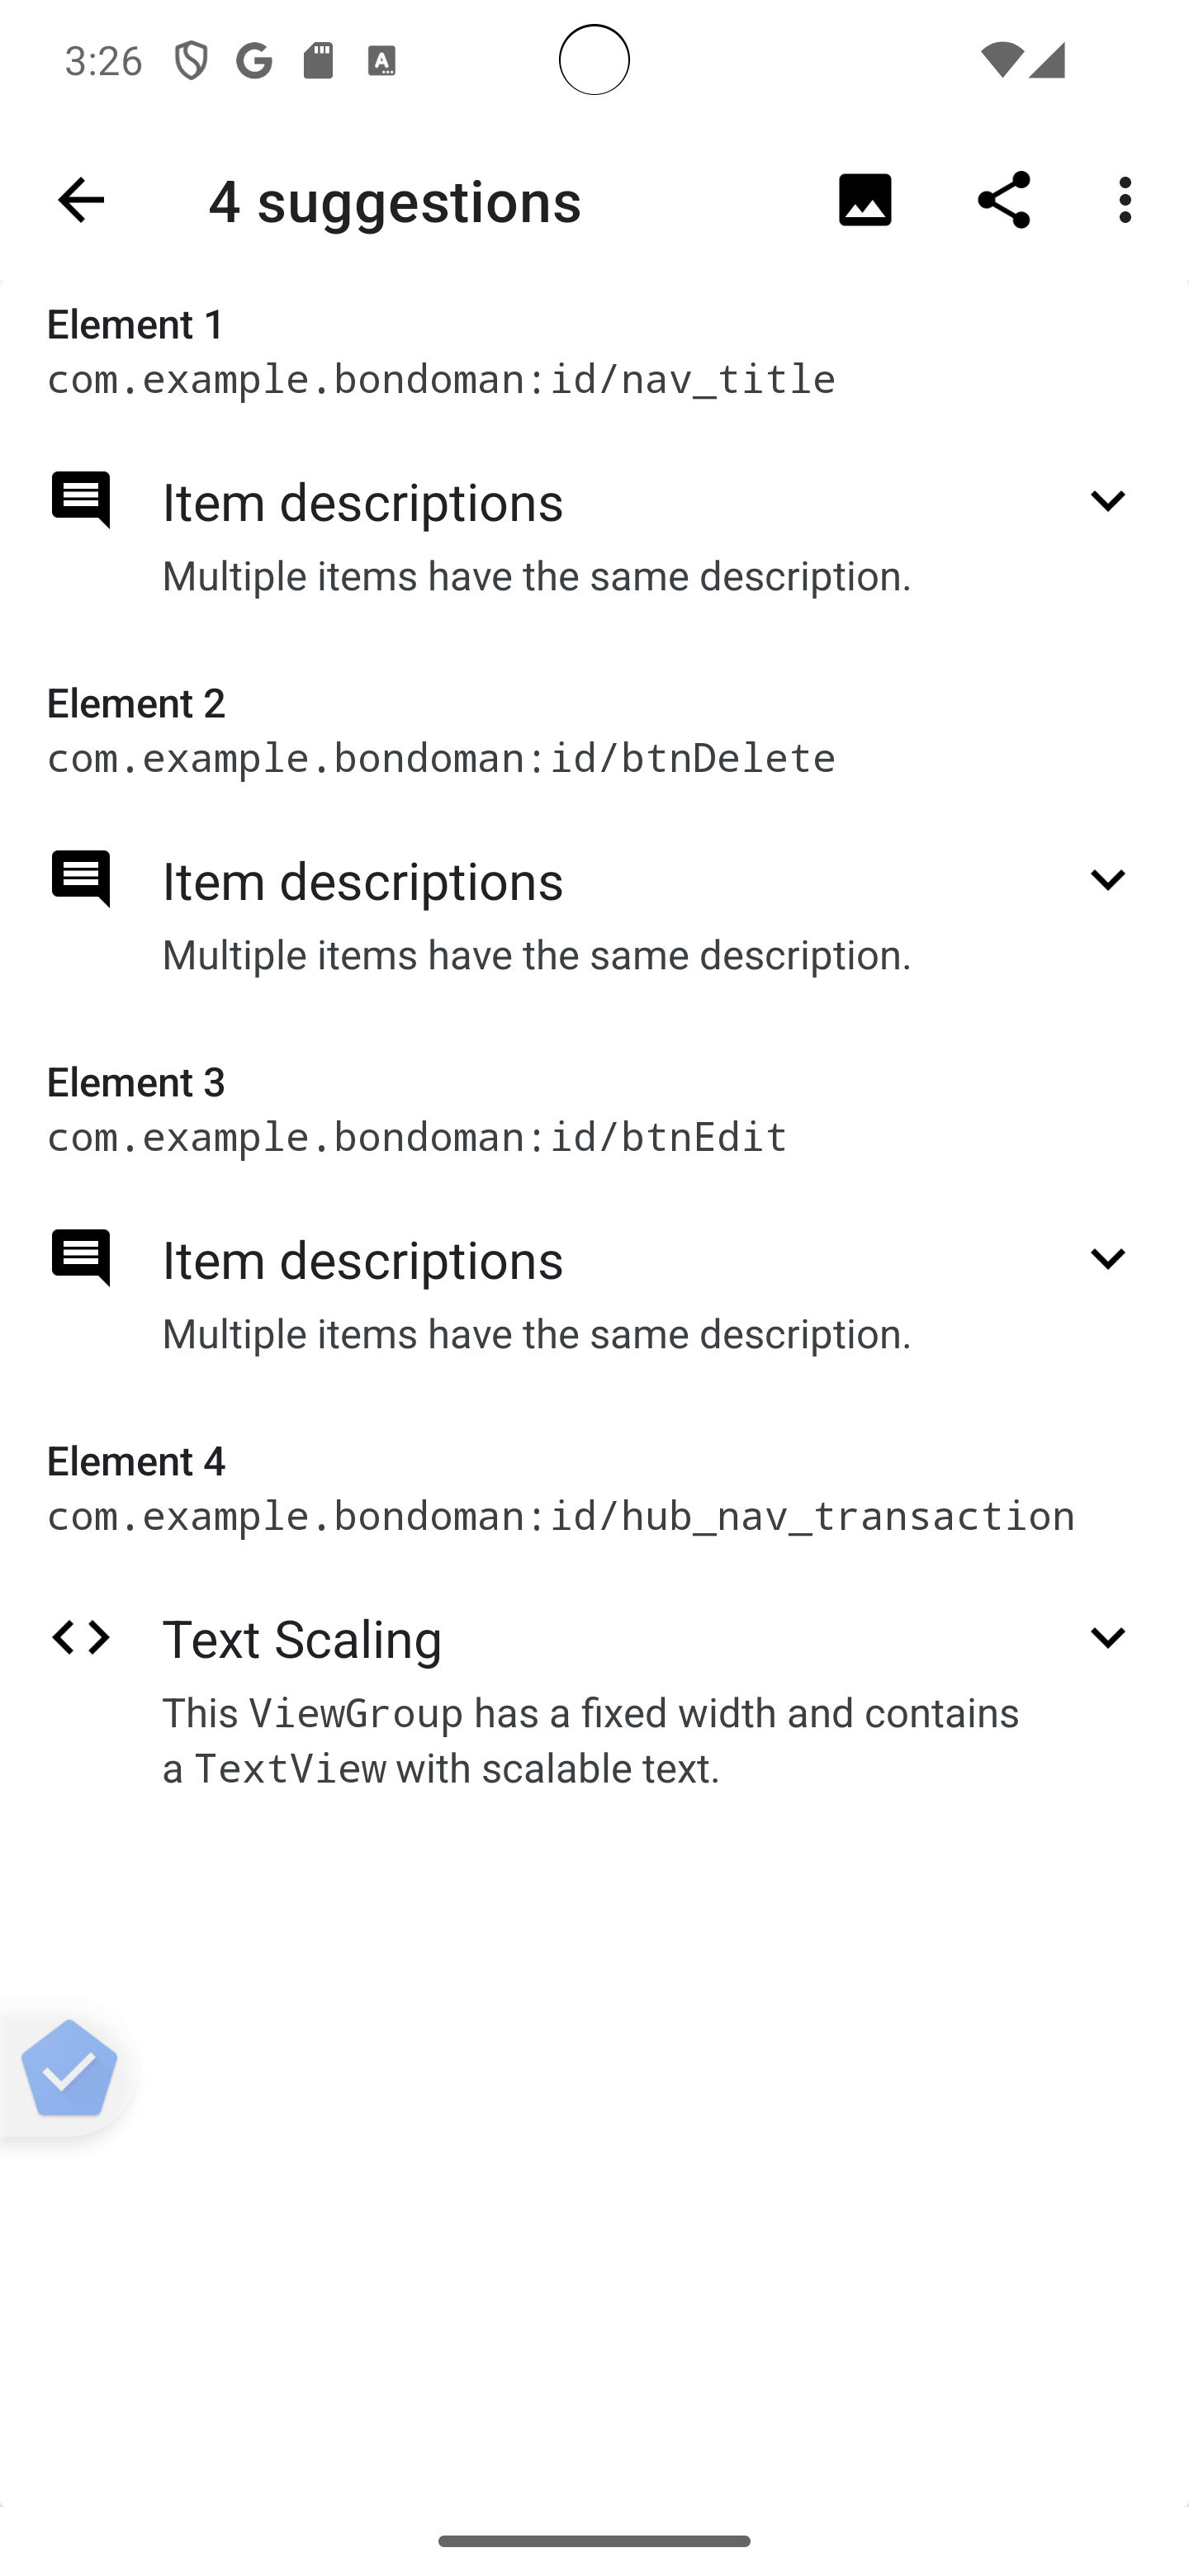 3:26
4 suggestions
Element 1
com.example.bondoman:id/nav_title
Item descriptions
Multiple items have the same description.
Element 2
com.example.bondoman:id/btnDelete
Item descriptions
Multiple items have the same description.
Element 3
com.example.bondoman:id/btnEdit
Item descriptions
Multiple items have the same description.
Element 4
com.example.bondoman:id/hub_nav_transaction
Text Scaling
This ViewGroup has a fixed width and contains
a TextView with scalable text.